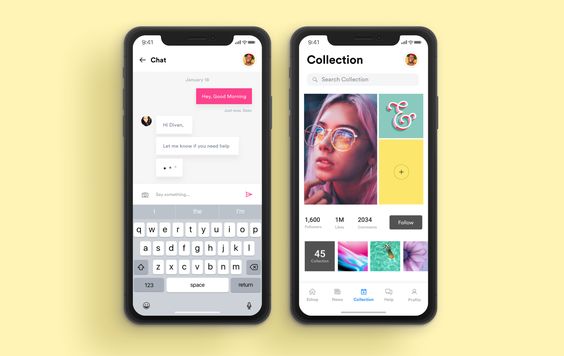 9:41
Chat
January 18
Hey, Good Morning
Just now, Seen
Hi Divan,
Let me know if you need help
Say something...
I
the
I'm
q w e r t y u i o p
a s d f g h j k l
z x c v b n m
123
space
return
9:41
Collection
Search Collection
&
1,600
Followers
1M
Likes
2034
Comments
Follow
45
Collection
Eshop
News
Collection
Help
Profile